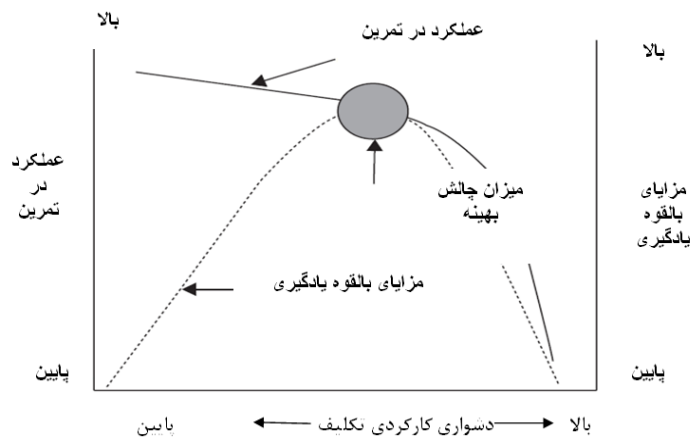 عملکرد در تمرین
بالا
بالا
عملکرد
در
تمرین
میزان چالش
بهینه
مزایای
بالقوه
یادگیری
مزایای بالقوه یادگیری
پایین
پایین
بالا
دشواری کارکردی تکلیف
پایین